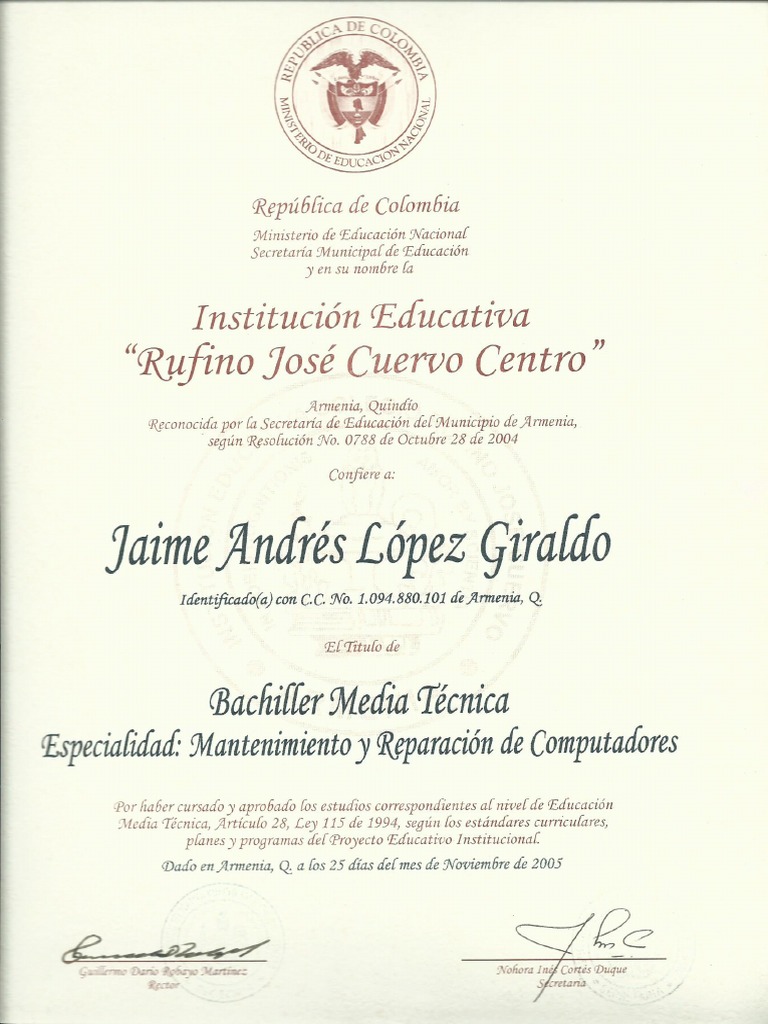 REPUBLICA DE COLOMBIA
MINISTERIO DE EDUCACION NACIONAL
República de Colombia
Ministerio de Educación Nacional
Secretaría Municipal de Educación
y en su nombre la
Institución Educativa
“Rufino José Cuervo Centro”
Armenia, Quindío
Reconocida por la Secretaría de Educación del Municipio de Armenia,
según Resolución No. 0788 de Octubre 28 de 2004
Confiere a:
Jaime Andrés López Giraldo
Identificado(a) con C.C. No. 1.094.880.101 de Armenia, Q.
El Titulo de
Bachiller Media Técnica
Especialidad: Mantenimiento y Reparación de Computadores
Por haber cursado y aprobado los estudios correspondientes al nivel de Educación
Media Técnica, Artículo 28, Ley 115 de 1994, según los estándares curriculares,
planes y programas del Proyecto Educativo Institucional.
Dado en Armenia, Q. a los 25 días del mes de Noviembre de 2005
Guillermo Darío Robayo Martínez
Rector
Nohora Inés Cortés Duque
Secretaria